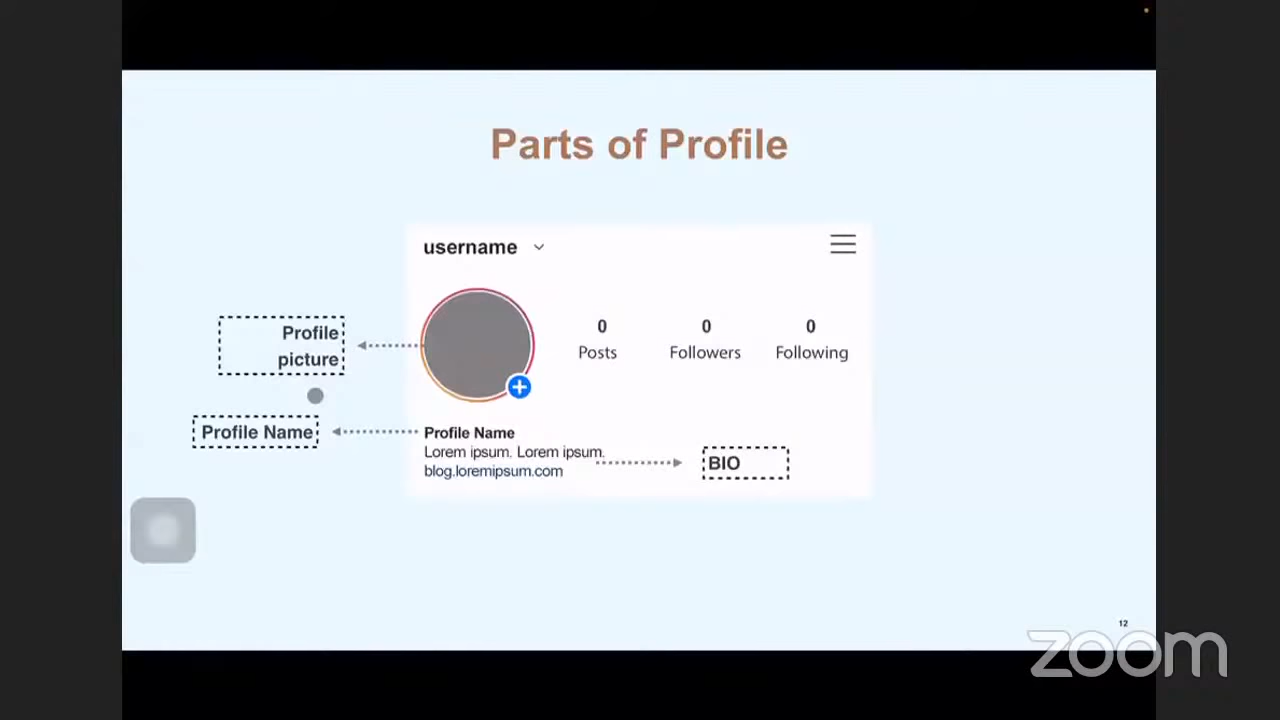 Parts of Profile
username
Profile
picture
0
Posts
0
Followers
0
Following
Profile Name
Profile Name
Lorem ipsum. Lorem ipsum.
blog.loremipsum.com
BIO
12
zoom